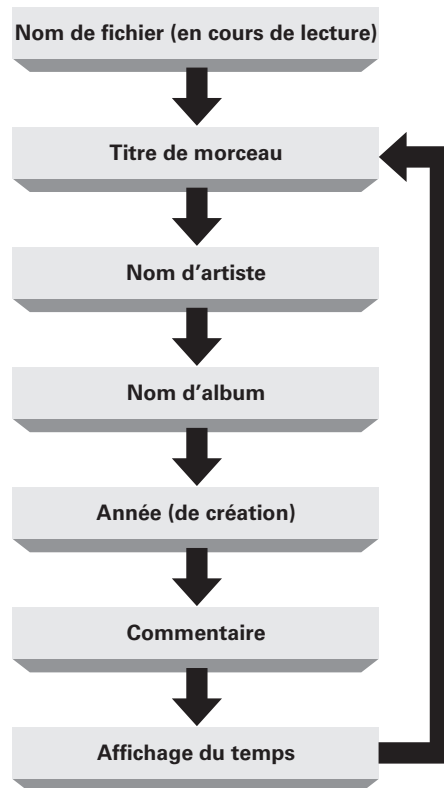 Nom de fichier (en cours de lecture)
Titre de morceau
Nom d’artiste
Nom d’album
Année (de création)
Commentaire
Affichage du temps